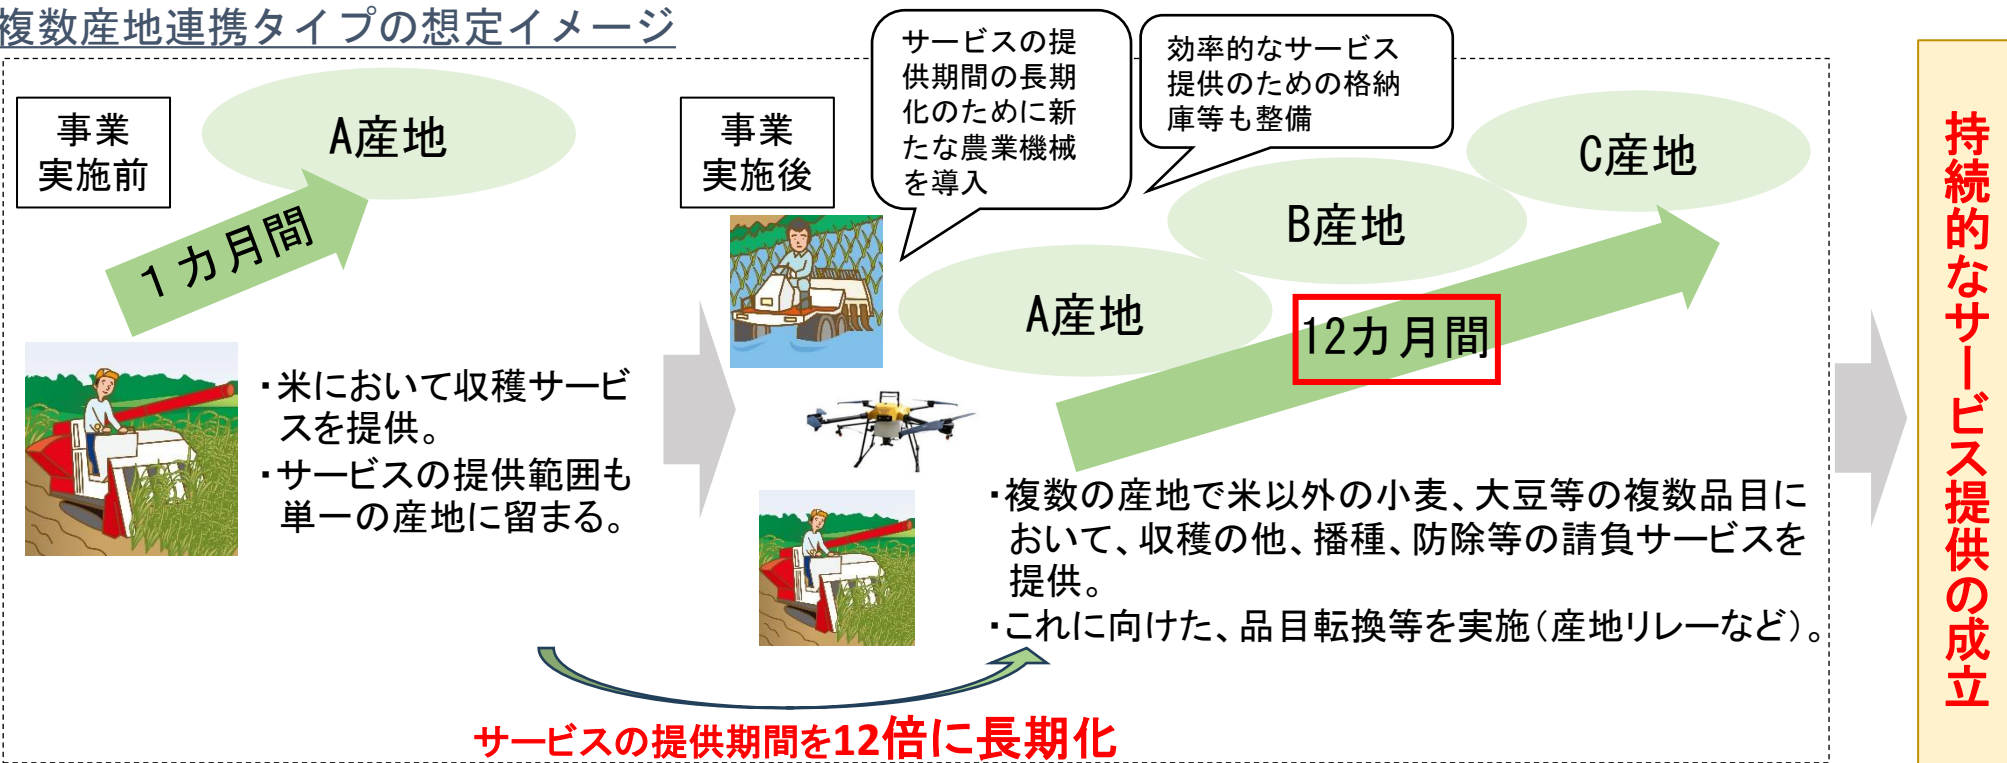 複数産地連携タイプの想定イメージ
事業
実施前
A産地
1カ月間
・米において収穫サービ
スを提供。
・サービスの提供範囲も
単一の産地に留まる。
事業
実施後
サービスの提
供期間の長期
化のために新
たな農業機械
を導入
効率的なサービス
提供のための格納
庫等も整備
A産地
B産地
C産地
12カ月間
・複数の産地で米以外の小麦、大豆等の複数品目に
おいて、収穫の他、播種、防除等の請負サービスを
提供。
・これに向けた、品目転換等を実施（産地リレーなど）。
サービスの提供期間を12倍に長期化
持続的なサービス提供の成立